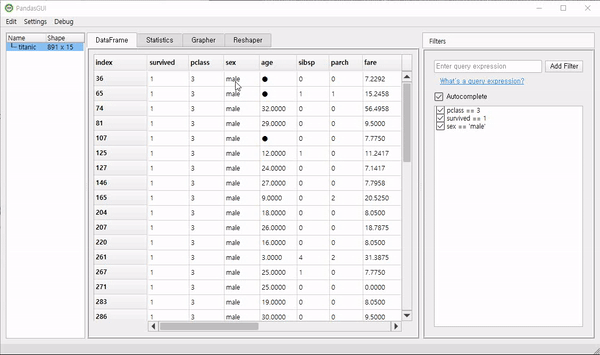 PandasGUI
Edit Settings Debug
Name Shape
titanic 891 x 15
DataFrame Statistics Grapher Reshaper
index survived pclass sex age sibsp parch fare
36 1 3 male ● 0 0 7.2292
65 1 3 male ● 1 1 15.2458
74 1 3 male 32.0000 0 0 56.4958
81 1 3 male 29.0000 0 0 9.5000
107 1 3 male ● 0 0 7.7750
125 1 3 male 12.0000 1 0 11.2417
127 1 3 male 24.0000 0 0 7.1417
146 1 3 male 27.0000 0 0 7.7958
165 1 3 male 9.0000 0 2 20.5250
204 1 3 male 18.0000 0 0 8.0500
207 1 3 male 26.0000 0 0 18.7875
220 1 3 male 16.0000 0 0 8.0500
261 1 3 male 3.0000 4 2 31.3875
267 1 3 male 25.0000 1 0 7.7750
271 1 3 male 25.0000 0 0 0.0000
283 1 3 male 19.0000 0 0 8.0500
286 1 3 male 30.0000 0 0 9.5000
Filters
Enter query expression Add Filter
What's a query expression?
Autocomplete
pclass == 3
survived == 1
sex == 'male'